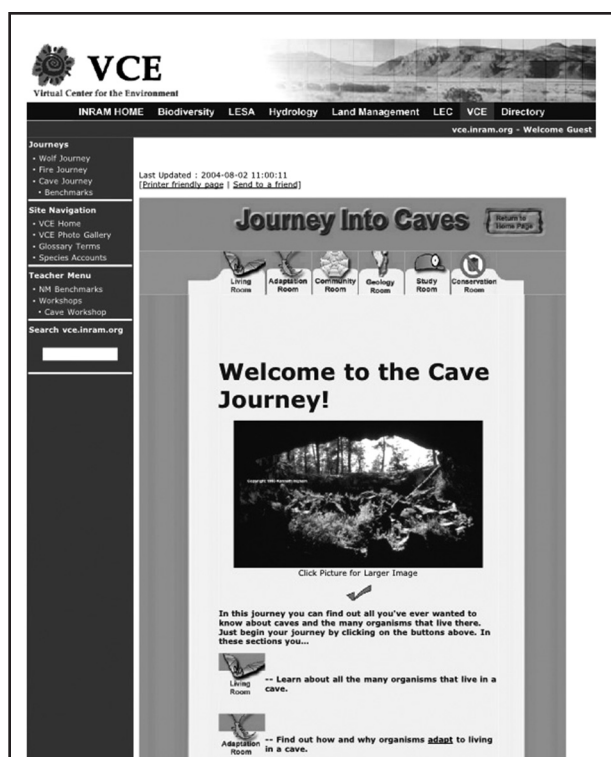 VCE
Virtual Center for the Environment
INRAM HOME Biodiversity LESA Hydrology Land Management LEC VCE Directory
vce.inram.org - Welcome Guest
Journeys
• Wolf Journey
• Fire Journey
• Cave Journey
• Benchmarks
Site Navigation
• VCE Home
• VCE Photo Gallery
• Glossary Terms
• Species Accounts
Teacher Menu
• NM Benchmarks
• Workshops
• Cave Workshop
Search vce.inram.org
Last Updated : 2004-08-02 11:00:11
[Printer friendly page | Send to a friend]
Journey Into Caves
Return to
Home Page
Living
Room
Adaptation
Room
Community
Room
Geology
Room
Study
Room
Conservation
Room
Welcome to the Cave
Journey!
Click Picture for Larger Image
In this journey you can find out all you've ever wanted to
know about caves and the many organisms that live there.
Just begin your journey by clicking on the buttons above. In
these sections you...
Living
Room
-- Learn about all the many organisms that live in a
cave.
Adaptation
Room
-- Find out how and why organisms adapt to living
in a cave.